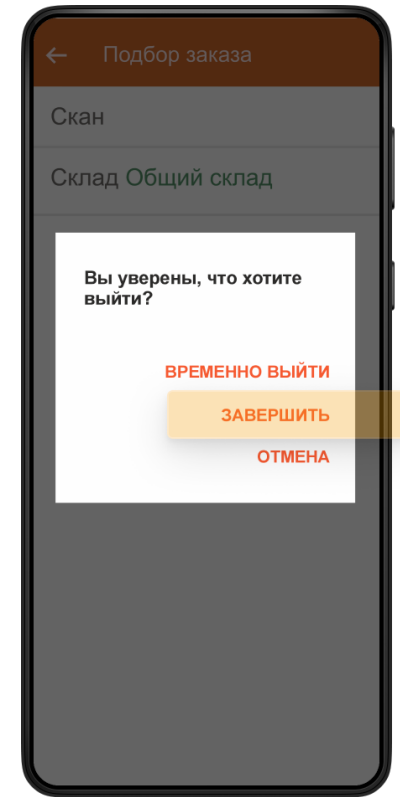 Подбор заказа
Скан
Склад Общий склад
Вы уверены, что хотите
выйти?
ВРЕМЕННО ВЫЙТИ
ЗАВЕРШИТЬ
ОТМЕНА